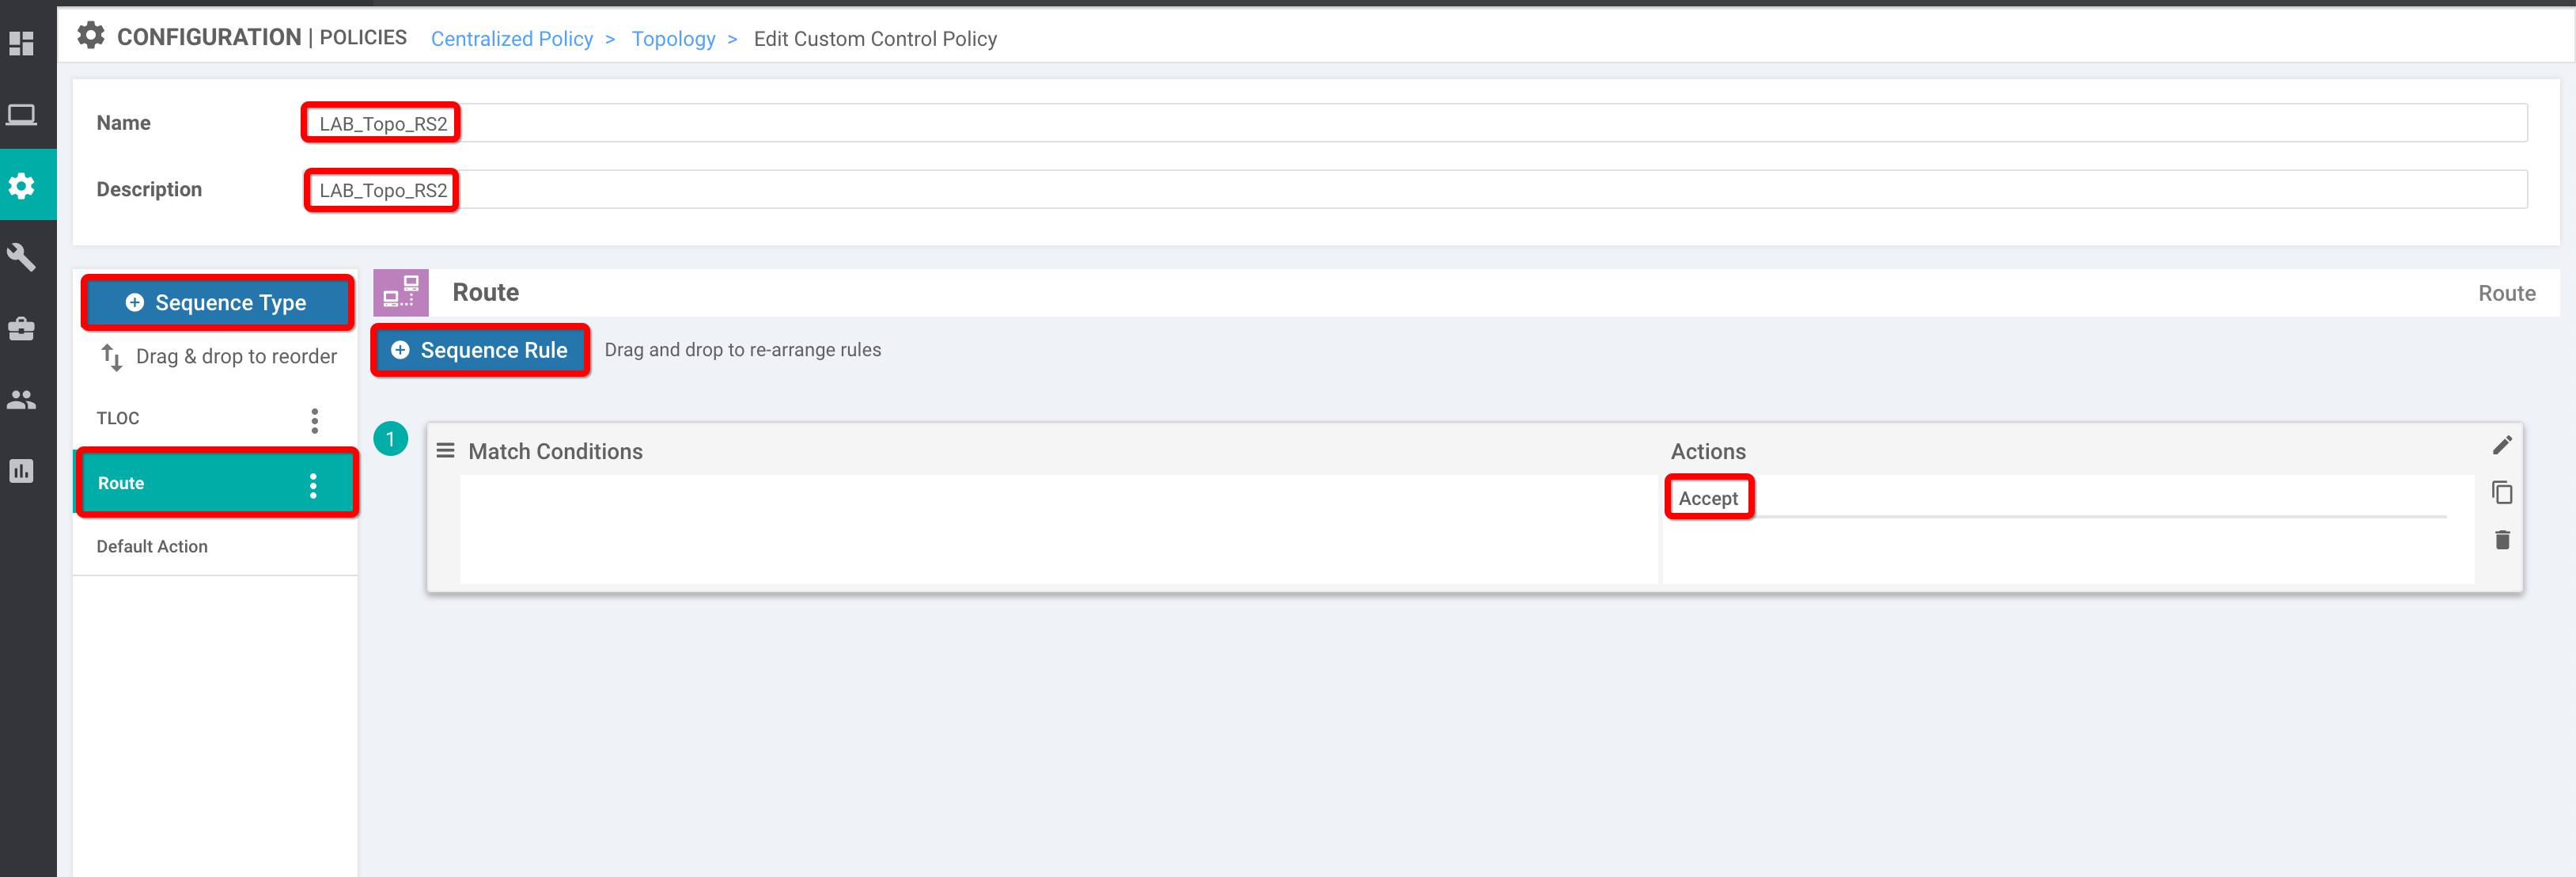 CONFIGURATION | POLICIES Centralized Policy > Topology > Edit Custom Control Policy
Name LAB_Topo_RS2
Description LAB_Topo_RS2
Sequence Type
Drag & drop to reorder
TLOC
Route
Default Action
Route Route
Sequence Rule Drag and drop to re-arrange rules
1 Match Conditions Actions
Accept